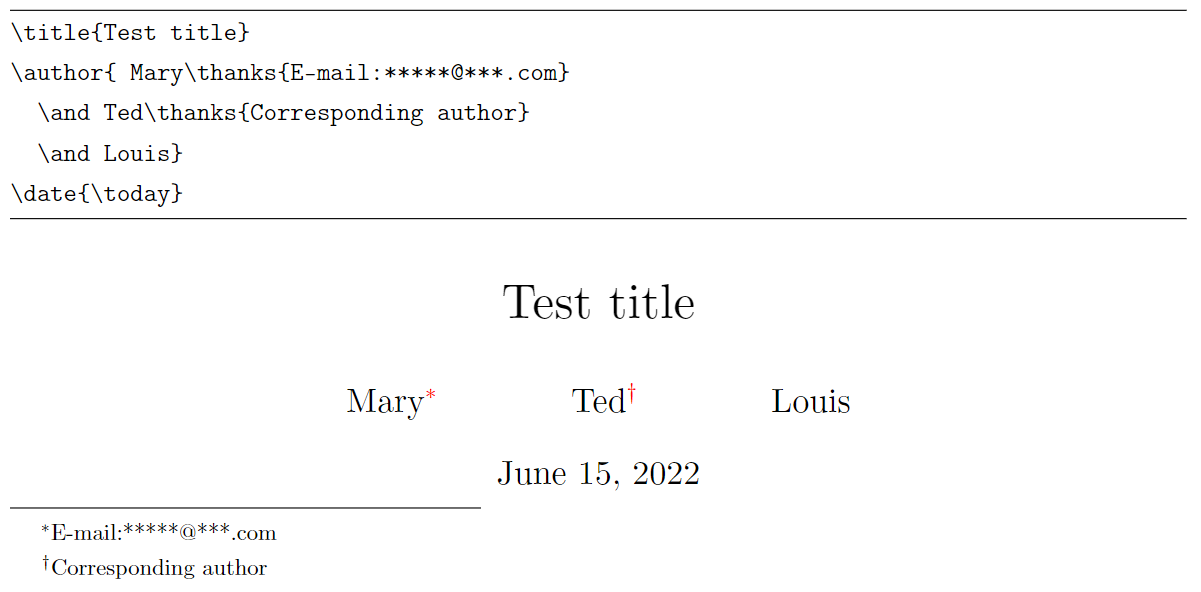 \title{Test title}
\author{ Mary\thanks{E-mail:*****@***.com}
  \and Ted\thanks{Corresponding author}
  \and Louis}
\date{\today}
Test title
Mary* Ted† Louis
June 15, 2022
*E-mail:*****@***.com
†Corresponding author